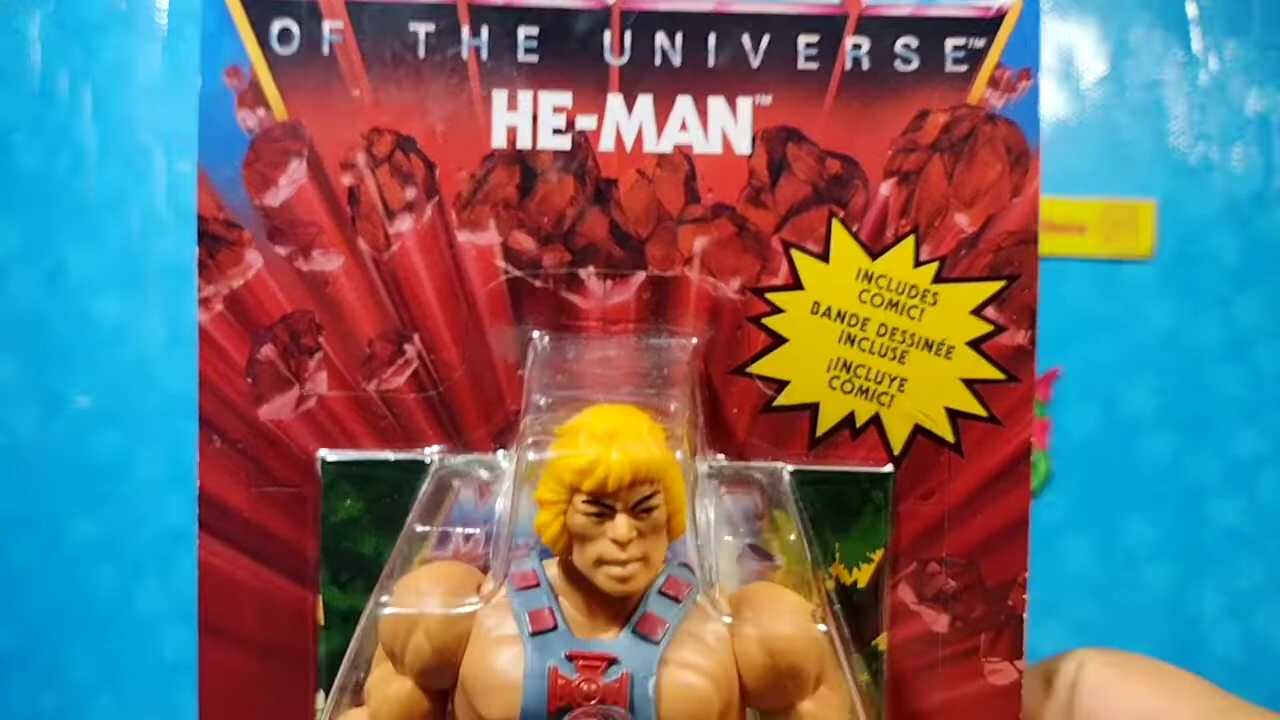 OF THE UNIVERSE™
HE-MAN™
INCLUDES
COMIC!
BANDE DESSINÉE
INCLUSE
¡INCLUYE
CÓMIC!